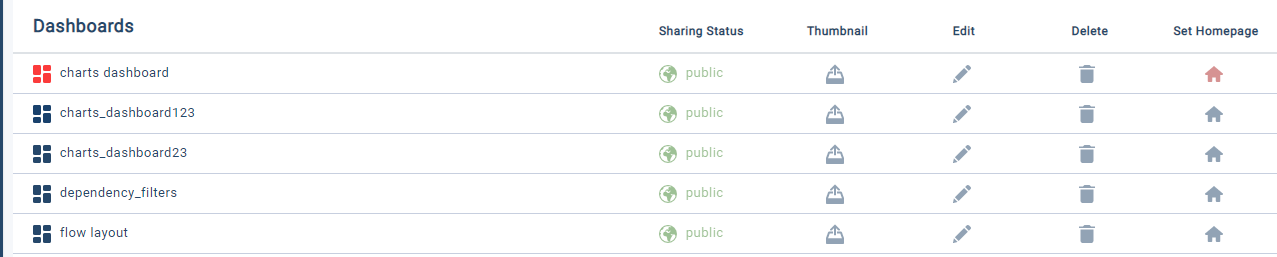 Dashboards Sharing Status Thumbnail Edit Delete Set Homepage
charts dashboard public
charts_dashboard123 public
charts_dashboard23 public
dependency_filters public
flow layout public